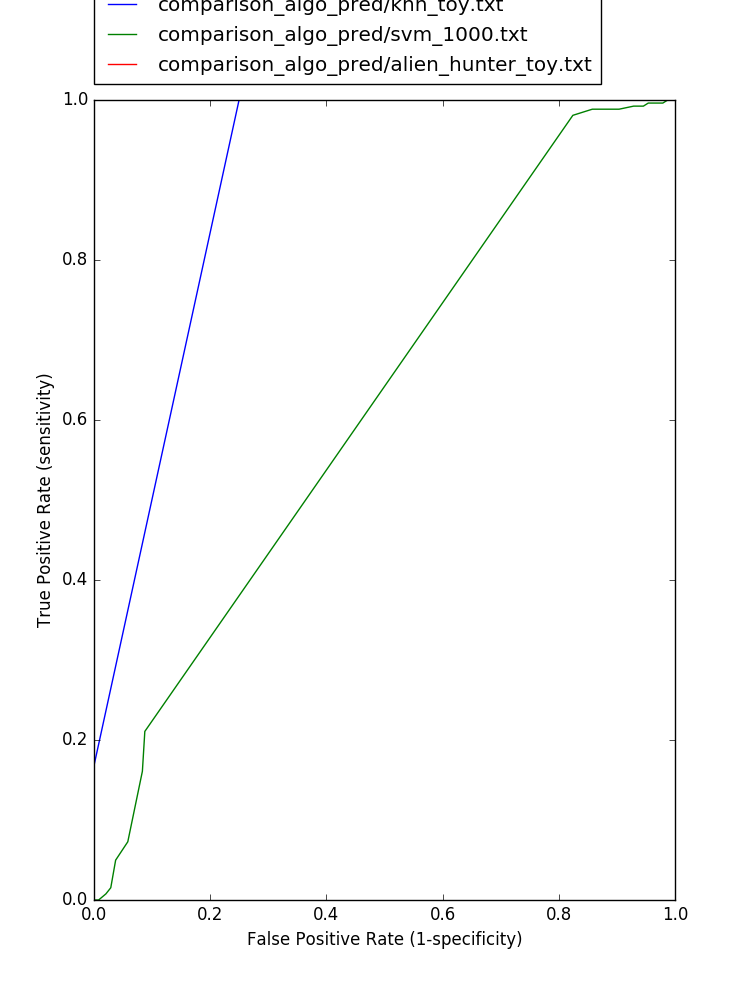 comparison_algo_pred/knn_toy.txt
comparison_algo_pred/svm_1000.txt
comparison_algo_pred/alien_hunter_toy.txt
1.0
0.8
0.6
0.4
0.2
0.0
True Positive Rate (sensitivity)
0.0 0.2 0.4 0.6 0.8 1.0
False Positive Rate (1-specificity)